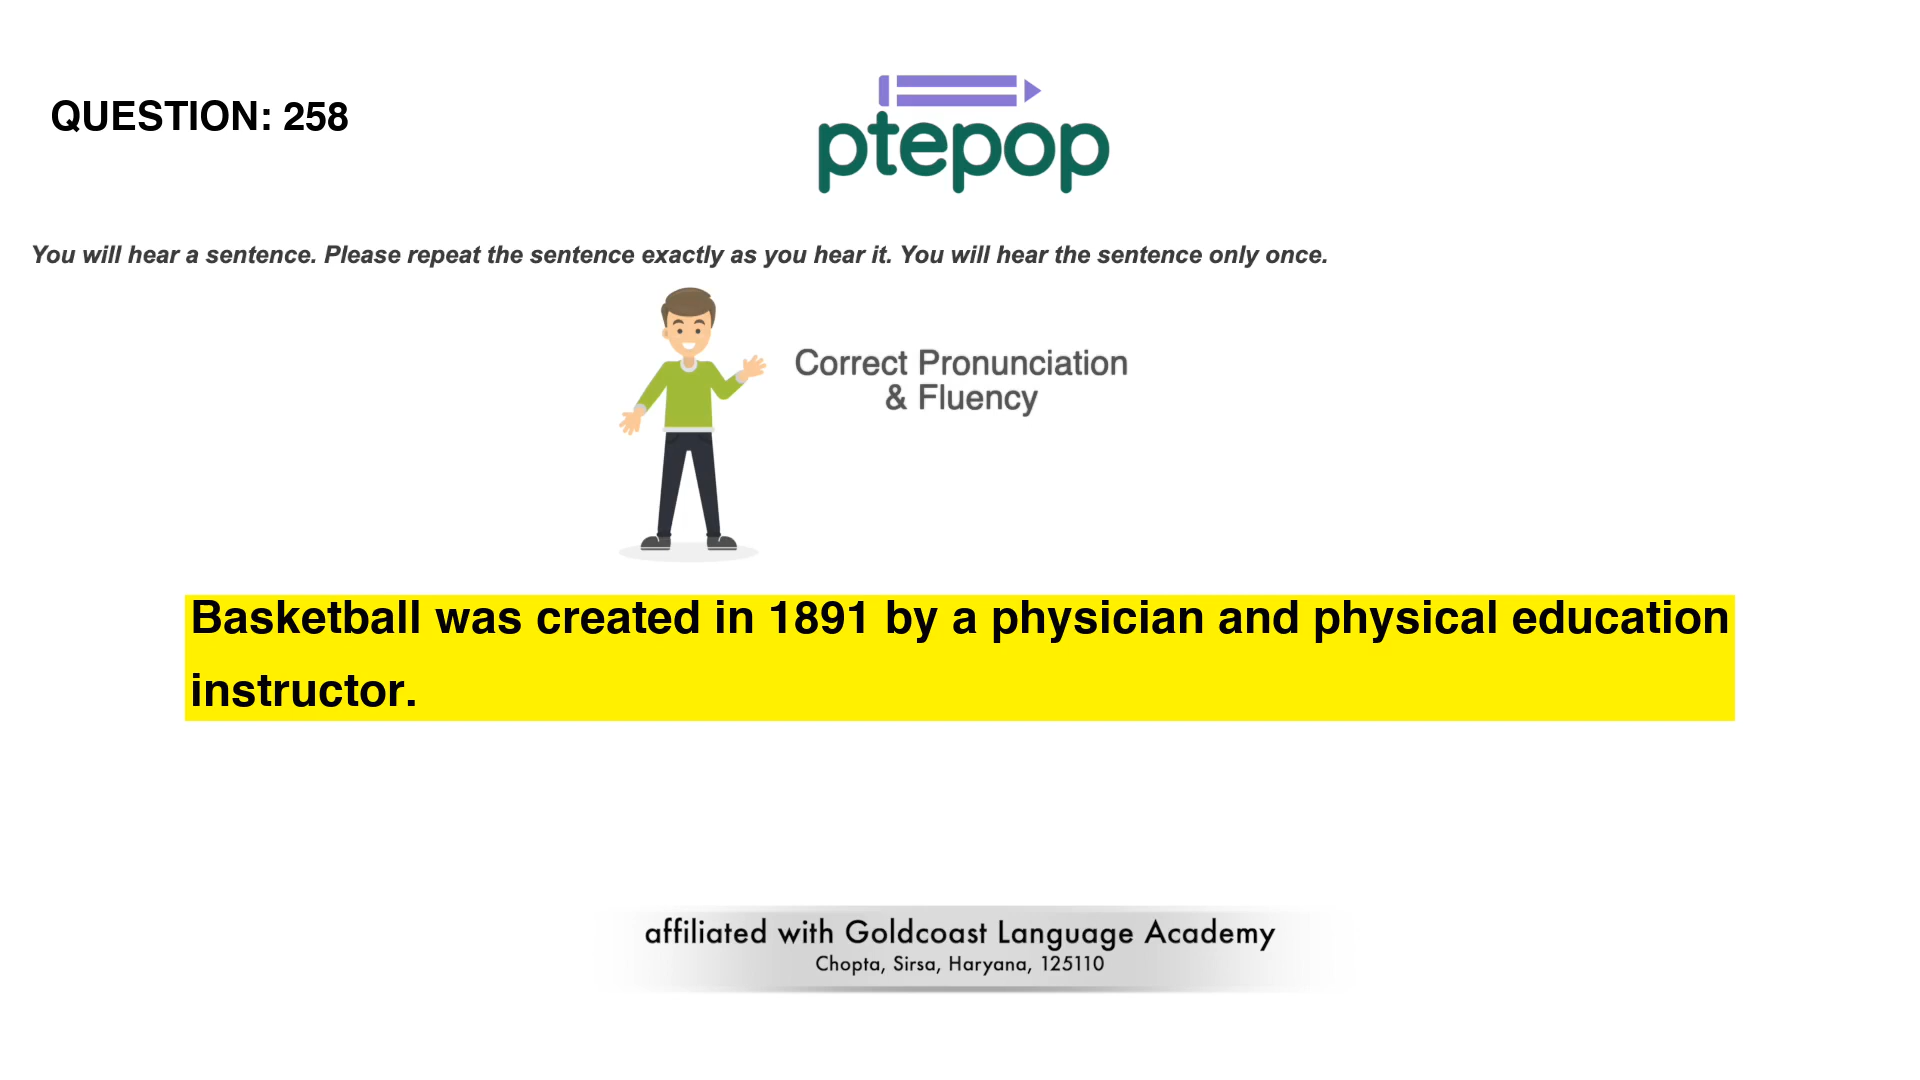 QUESTION: 258
ptepop
You will hear a sentence. Please repeat the sentence exactly as you hear it. You will hear the sentence only once.
Correct Pronunciation
& Fluency
Basketball was created in 1891 by a physician and physical education
instructor.
affiliated with Goldcoast Language Academy
Chopta, Sirsa, Haryana, 125110